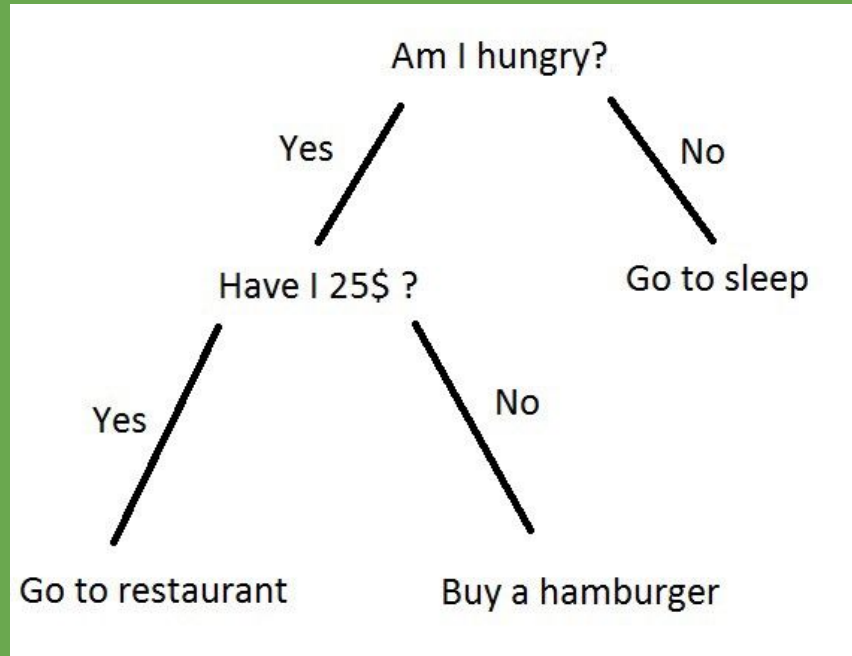 Am I hungry?
Yes
No
Have I 25$ ?
Go to sleep
Yes
No
Go to restaurant
Buy a hamburger